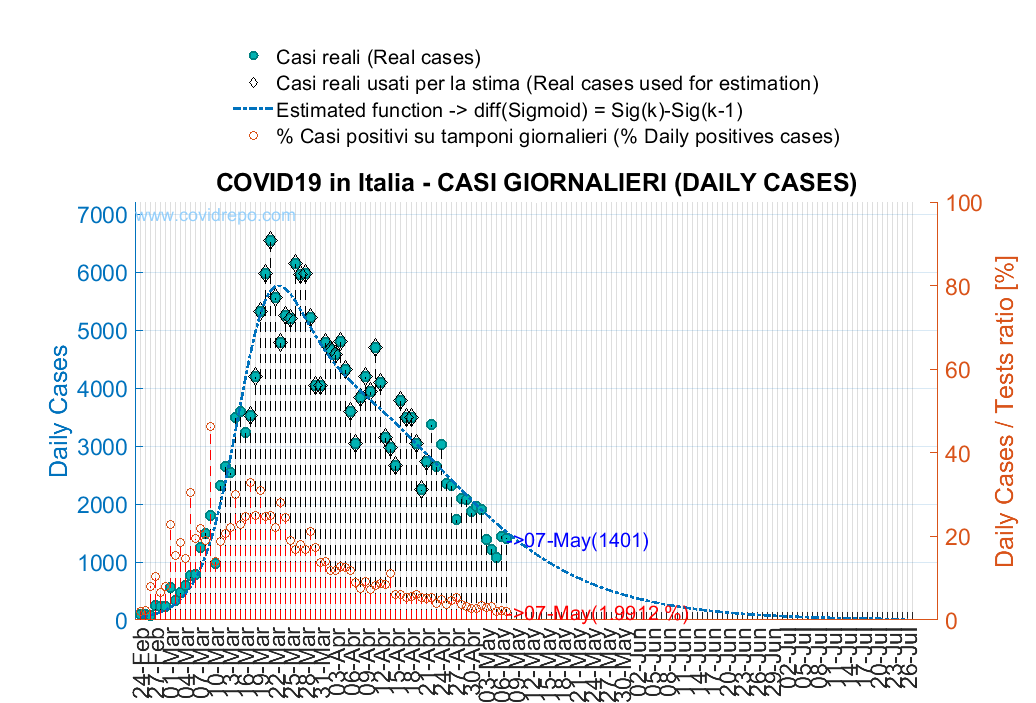 Casi reali (Real cases)
Casi reali usati per la stima (Real cases used for estimation)
Estimated function -> diff(Sigmoid) = Sig(k)-Sig(k-1)
% Casi positivi su tamponi giornalieri (% Daily positives cases)
COVID19 in Italia - CASI GIORNALIERI (DAILY CASES)
www.covidrepo.com
7000
6000
5000
4000
3000
2000
1000
0
Daily Cases
100
80
60
40
20
0
Daily Cases / Tests ratio [%]
>07-May(1401)
>07-May(1.9912 %)
24-Feb
27-Feb
01-Mar
04-Mar
07-Mar
10-Mar
13-Mar
16-Mar
19-Mar
22-Mar
25-Mar
28-Mar
31-Mar
03-Apr
06-Apr
09-Apr
12-Apr
15-Apr
18-Apr
21-Apr
24-Apr
27-Apr
30-Apr
03-May
06-May
09-May
12-May
15-May
18-May
21-May
24-May
27-May
30-May
02-Jun
05-Jun
08-Jun
11-Jun
14-Jun
17-Jun
20-Jun
23-Jun
26-Jun
29-Jun
02-Jul
05-Jul
08-Jul
11-Jul
14-Jul
17-Jul
20-Jul
23-Jul
26-Jul